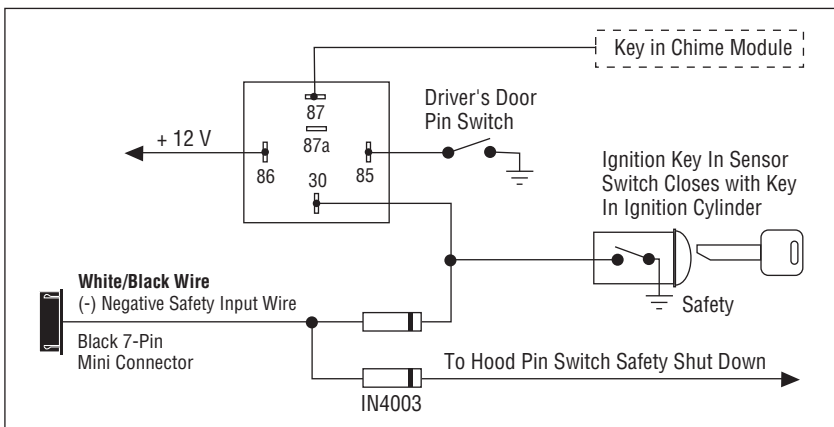 Key in Chime Module
87
87a
86
30
85
+ 12 V
Driver's Door
Pin Switch
Ignition Key In Sensor
Switch Closes with Key
In Ignition Cylinder
Safety
White/Black Wire
(-) Negative Safety Input Wire
Black 7-Pin
Mini Connector
To Hood Pin Switch Safety Shut Down
IN4003